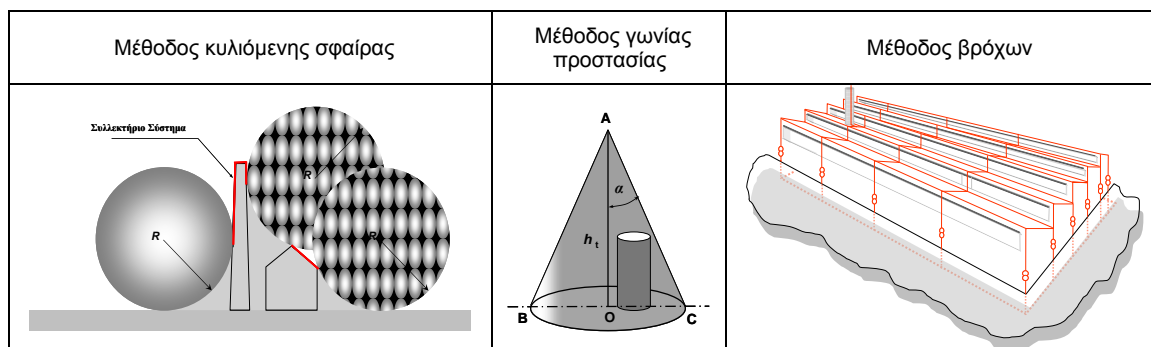 Μέθοδος κυλιόμενης σφαίρας
Μέθοδος γωνίας
προστασίας
Μέθοδος βρόχων
Συλλεκτήριο Σύστημα
R
R
R
A
α
h t
B
O
C